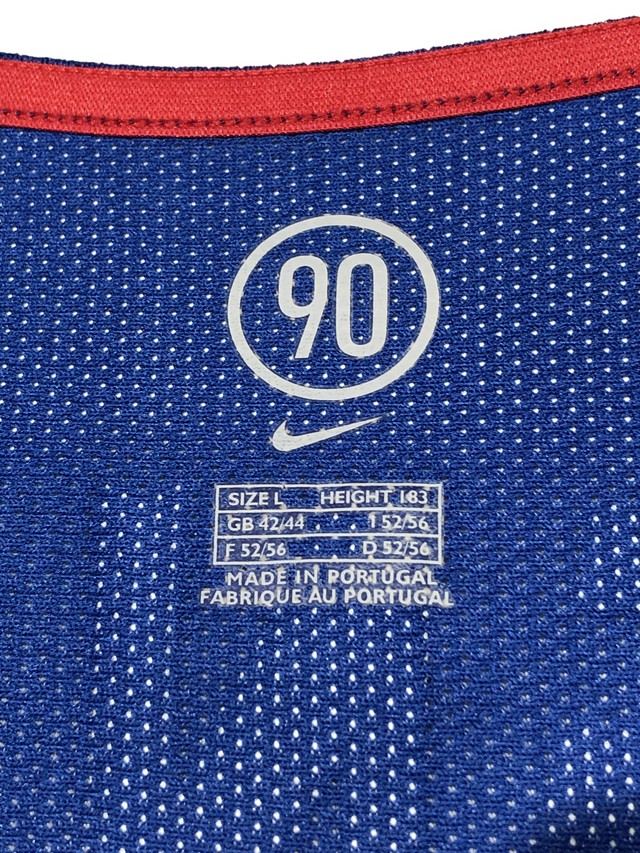 90
SIZE L HEIGHT 183
GB 42/44 I 52/56
F 52/56 D 52/56
MADE IN PORTUGAL
FABRIQUE AU PORTUGAL